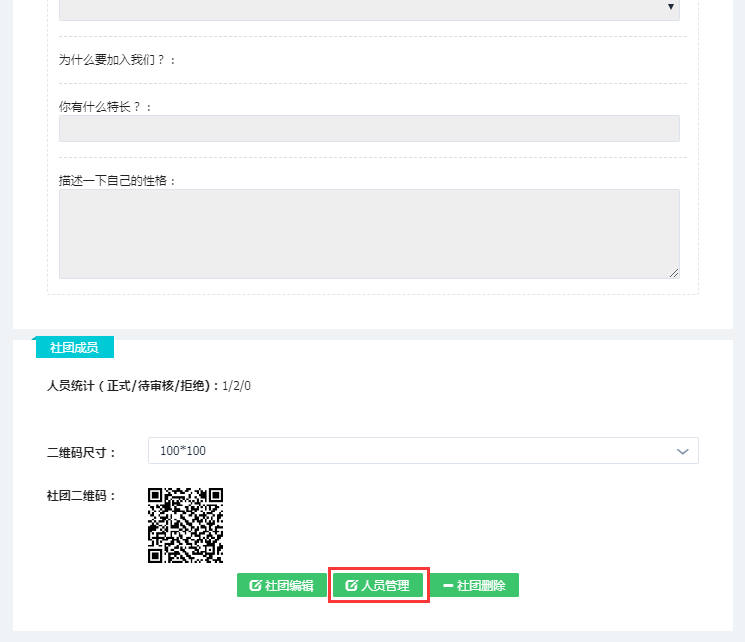 为什么要加入我们？：
你有什么特长？：
描述一下自己的性格：
社团成员
人员统计（正式/待审核/拒绝)：1/2/0
二维码尺寸：
100*100
社团二维码：
社团编辑 人员管理 社团删除